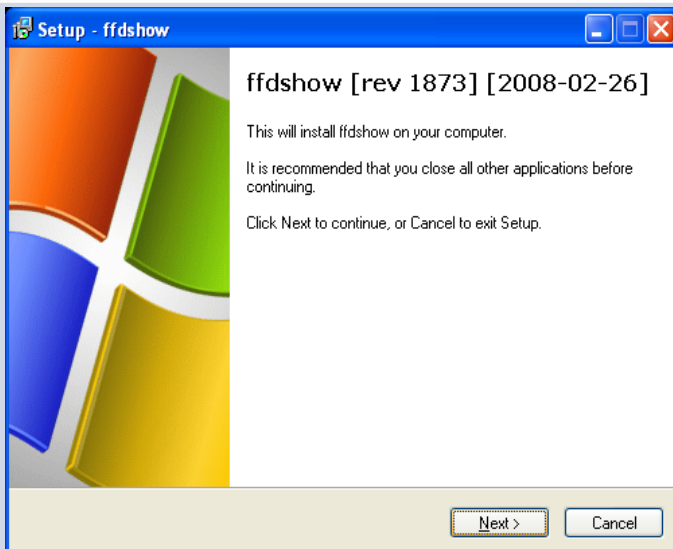 Setup - ffdshow
ffdshow [rev 1873] [2008-02-26]
This will install ffdshow on your computer.
It is recommended that you close all other applications before
continuing.
Click Next to continue, or Cancel to exit Setup.
Next >
Cancel